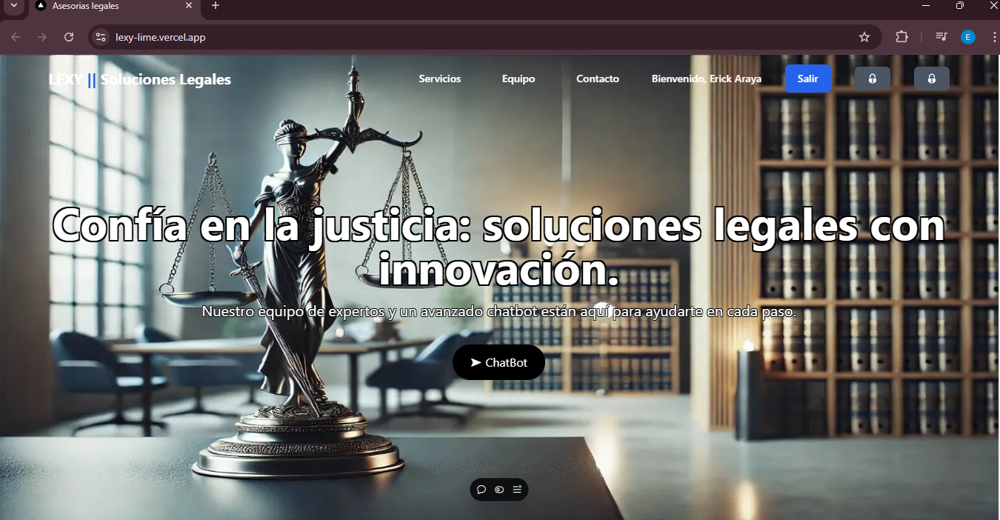 Asesorias legales
lexy-lime.vercel.app
E
LEXY || Soluciones Legales
Servicios
Equipo
Contacto
Bienvenido, Erick Araya
Salir
Confía en la justicia: soluciones legales con
innovación.
Nuestro equipo de expertos y un avanzado chatbot están aquí para ayudarte en cada paso.
ChatBot